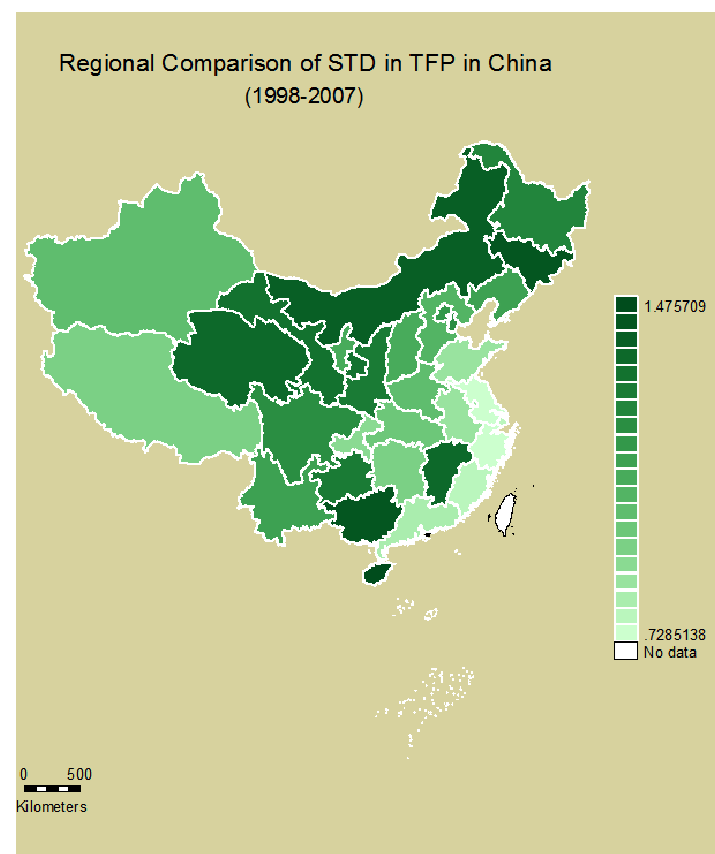 Regional Comparison of STD in TFP in China
(1998-2007)
1.475709
.7285138
No data
0 500
Kilometers